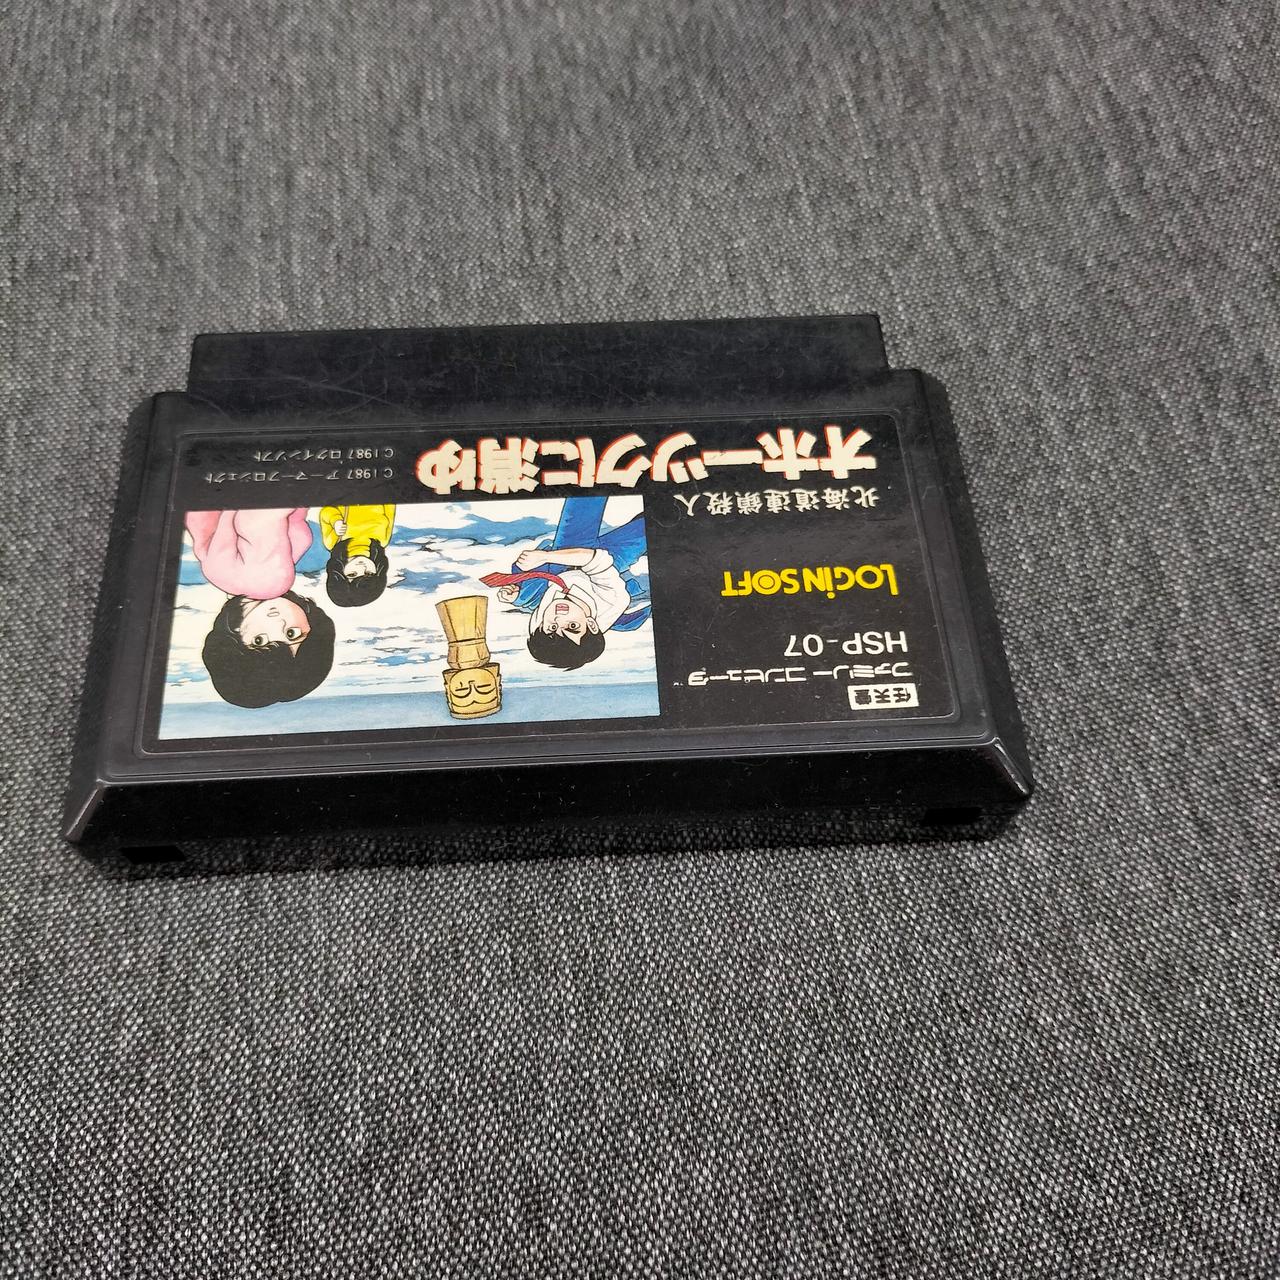 任天堂
ファミリーコンピュータ
HSP-07
LOGiN SOFT
北海道連鎖殺人
オホーツクに消ゆ
C1987 アーマープロジェクト
C1987 ログインソフト